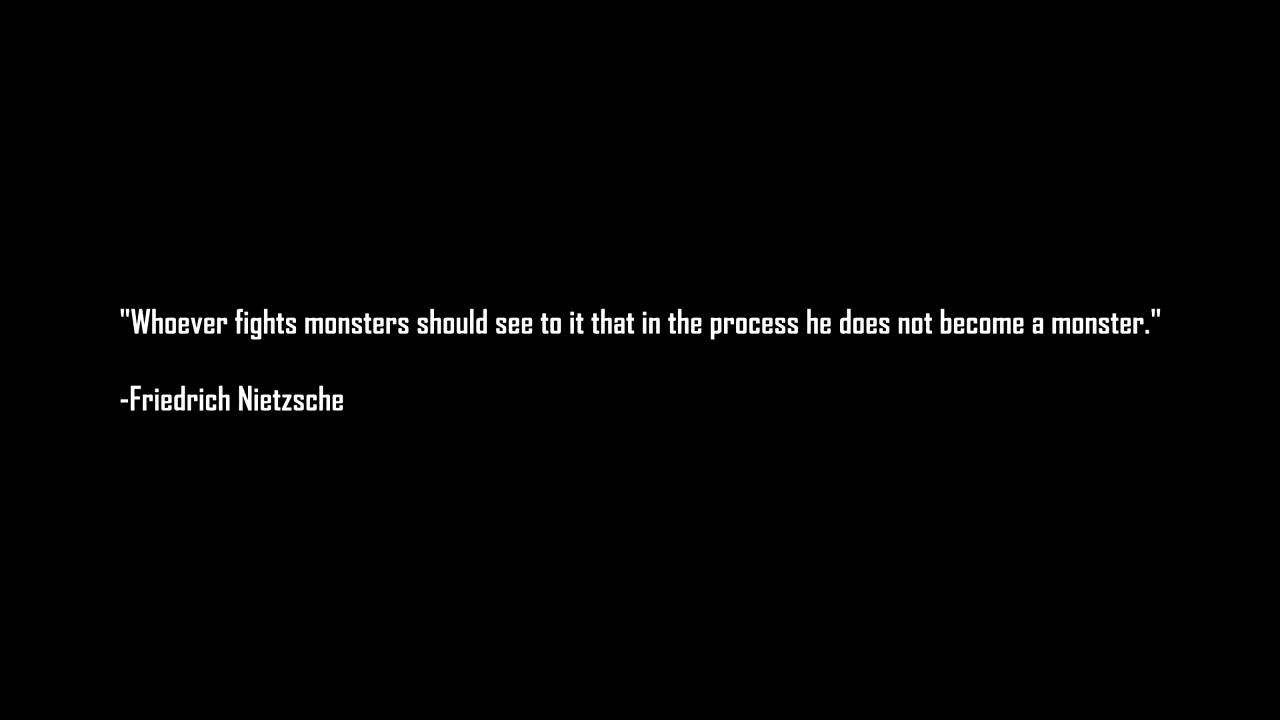 "Whoever fights monsters should see to it that in the process he does not become a monster."
-Friedrich Nietzsche